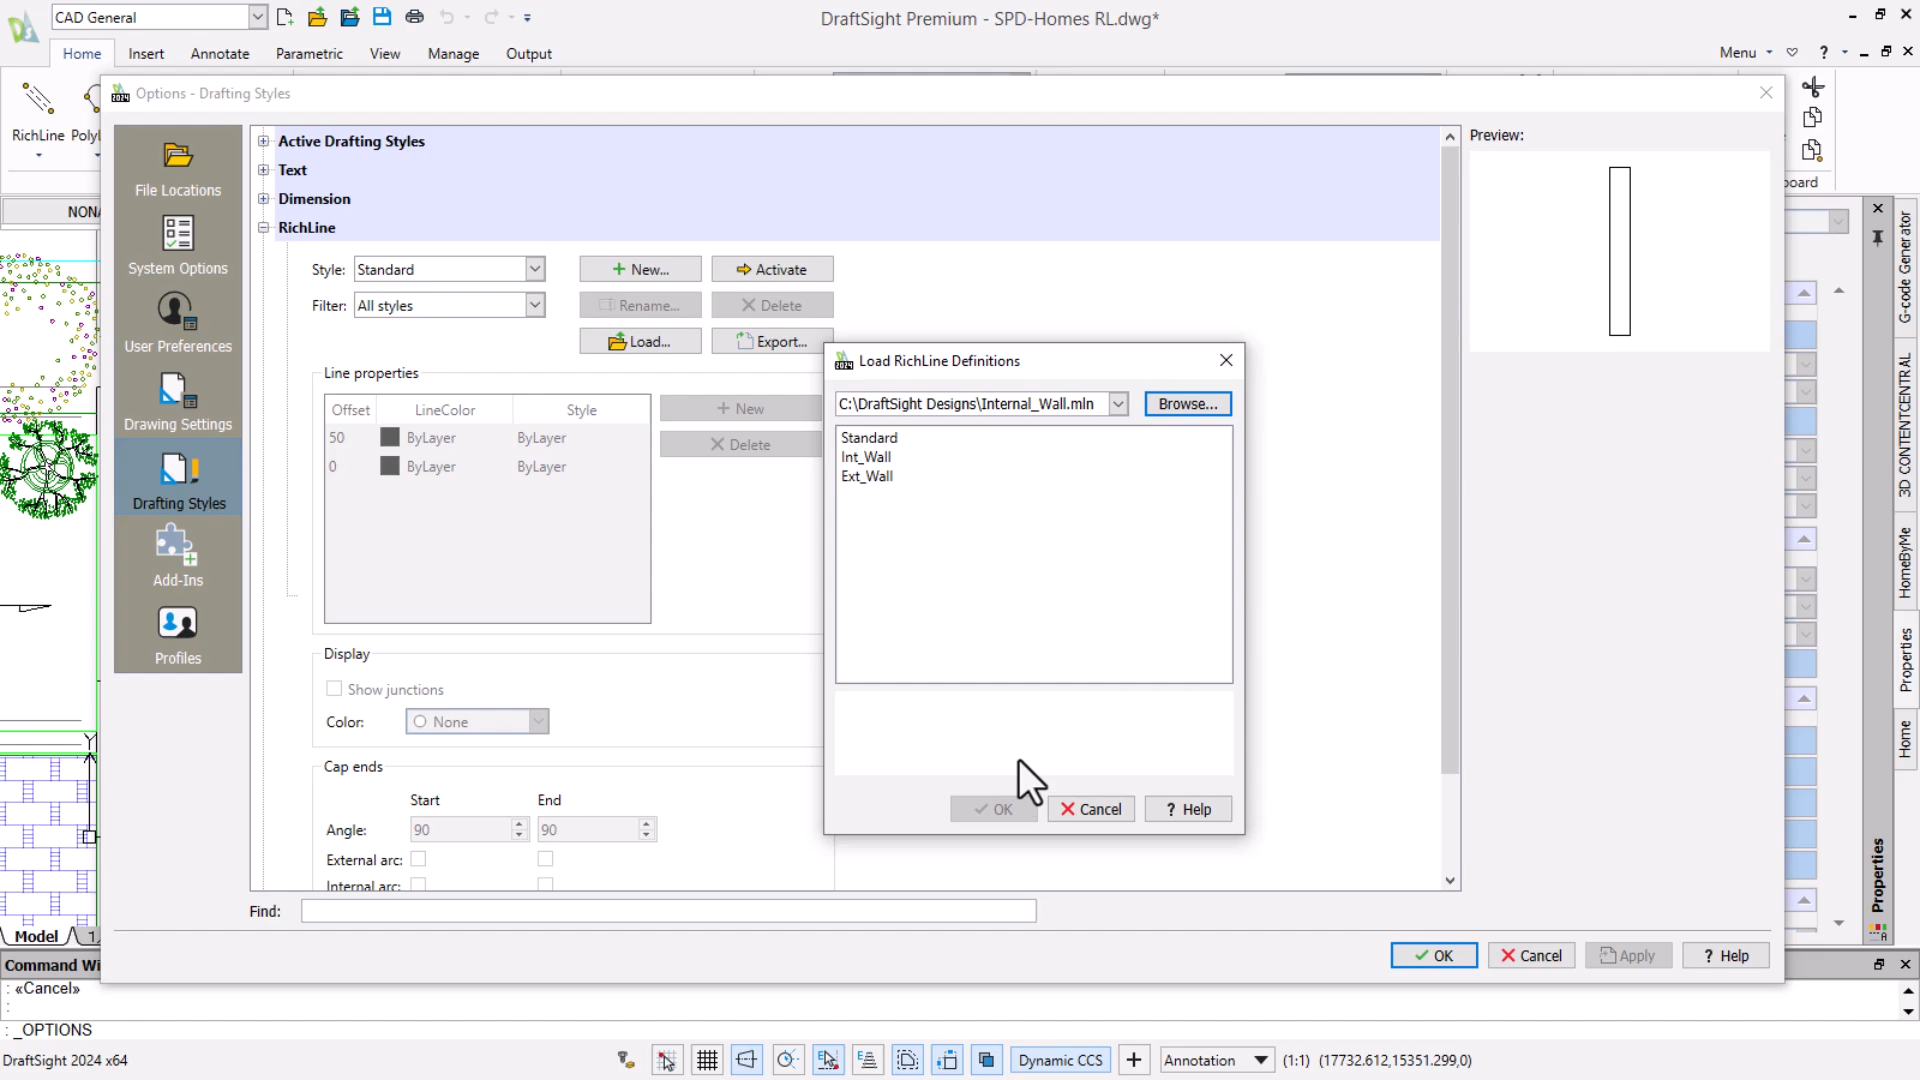 CAD General
DraftSight Premium - SPD-Homes RL.dwg*
Home
Insert
Annotate
Parametric
View
Manage
Output
Menu
?
Options - Drafting Styles
RichLine
NONA
File Locations
System Options
User Preferences
Drawing Settings
Drafting Styles
Add-Ins
Profiles
Active Drafting Styles
Text
Dimension
RichLine
Style: Standard
New...
Activate
Filter: All styles
Rename...
Delete
Load...
Export...
Line properties
Offset LineColor Style
50 ByLayer ByLayer
0 ByLayer ByLayer
New
Delete
Display
Show junctions
Color: None
Cap ends
Start End
Angle: 90 90
External arc:
Internal arc:
Find:
Load RichLine Definitions
C:\DraftSight Designs\Internal_Wall.mln
Browse...
Standard
Int_Wall
Ext_Wall
OK
Cancel
? Help
Preview:
OK
Cancel
Apply
? Help
board
G-code Generator
3D CONTENTCENTRAL
HomeByMe
Properties
Home
Properties
Y
Model
1
Command Wi
: «Cancel»
:
: _OPTIONS
DraftSight 2024 x64
Dynamic CCS
Annotation
(1:1)
(17732.612,15351.299,0)